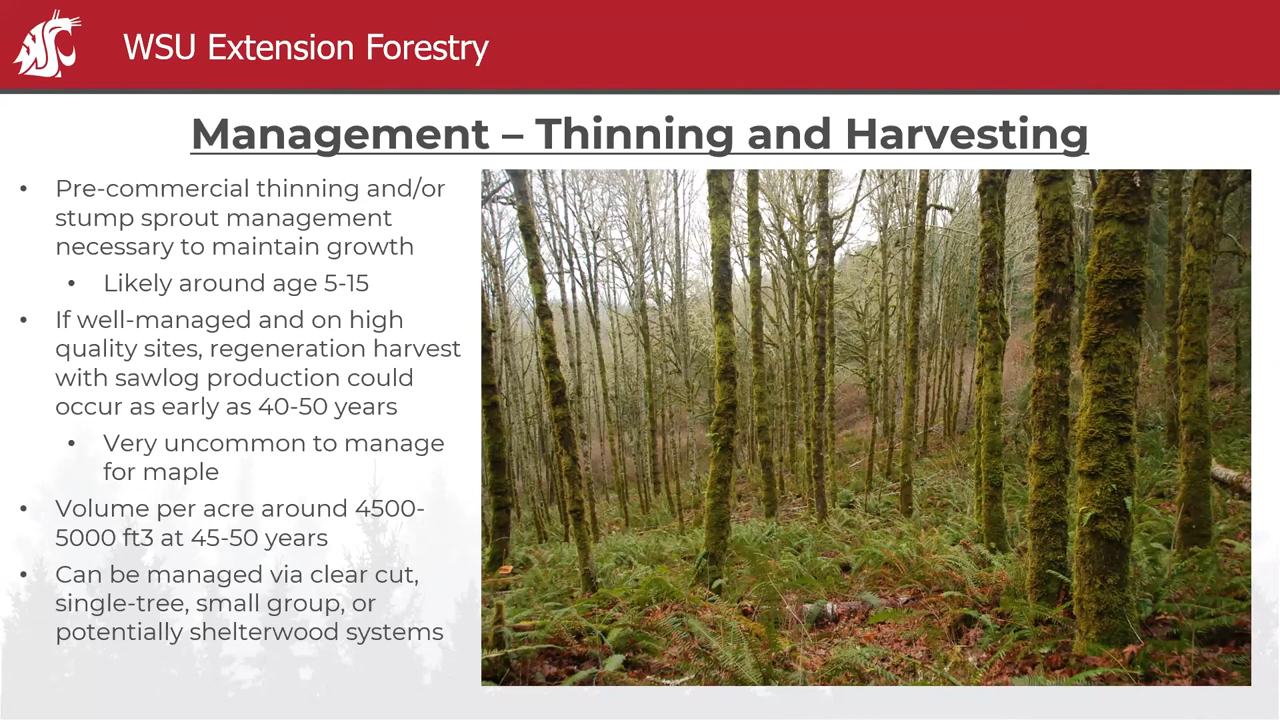 WSU Extension Forestry
Management – Thinning and Harvesting
• Pre-commercial thinning and/or
stump sprout management
necessary to maintain growth
• Likely around age 5-15
• If well-managed and on high
quality sites, regeneration harvest
with sawlog production could
occur as early as 40-50 years
• Very uncommon to manage
for maple
• Volume per acre around 4500-
5000 ft3 at 45-50 years
• Can be managed via clear cut,
single-tree, small group, or
potentially shelterwood systems